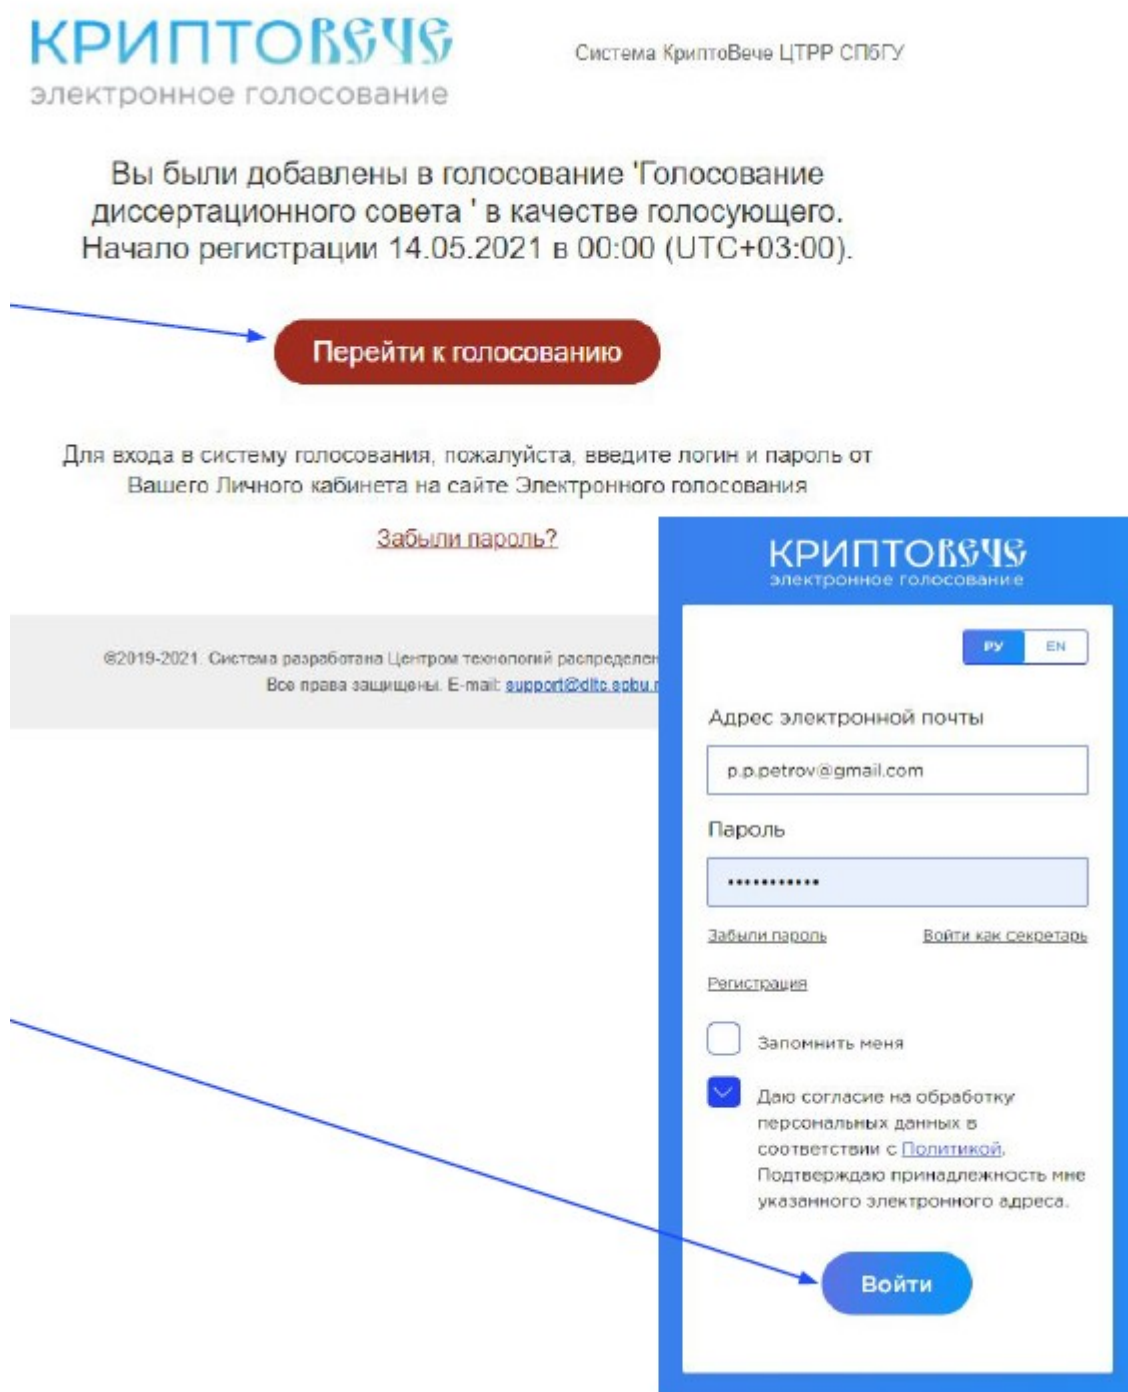 КРИПТОВЕЧЕ
электронное голосование
Система КриптоВече ЦТРР СПбГУ
Вы были добавлены в голосование 'Голосование
диссертационного совета ' в качестве голосующего.
Начало регистрации 14.05.2021 в 00:00 (UTC+03:00).
Перейти к голосованию
Для входа в систему голосования, пожалуйста, введите логин и пароль от
Вашего Личного кабинета на сайте Электронного голосования
Забыли пароль?
©2019-2021. Система разработана Центром технологий
Все права защищены. E-mail:
КРИПТОВЕЧЕ
электронное голосование
РУ EN
Адрес электронной почты
p.p.petrov@gmail.com
Пароль
•••••••••••
Забыли пароль Войти как секретарь
Регистрация
Запомнить меня
Даю согласие на обработку
персональных данных в
соответствии с Политикой.
Подтверждаю принадлежность мне
указанного электронного адреса.
Войти